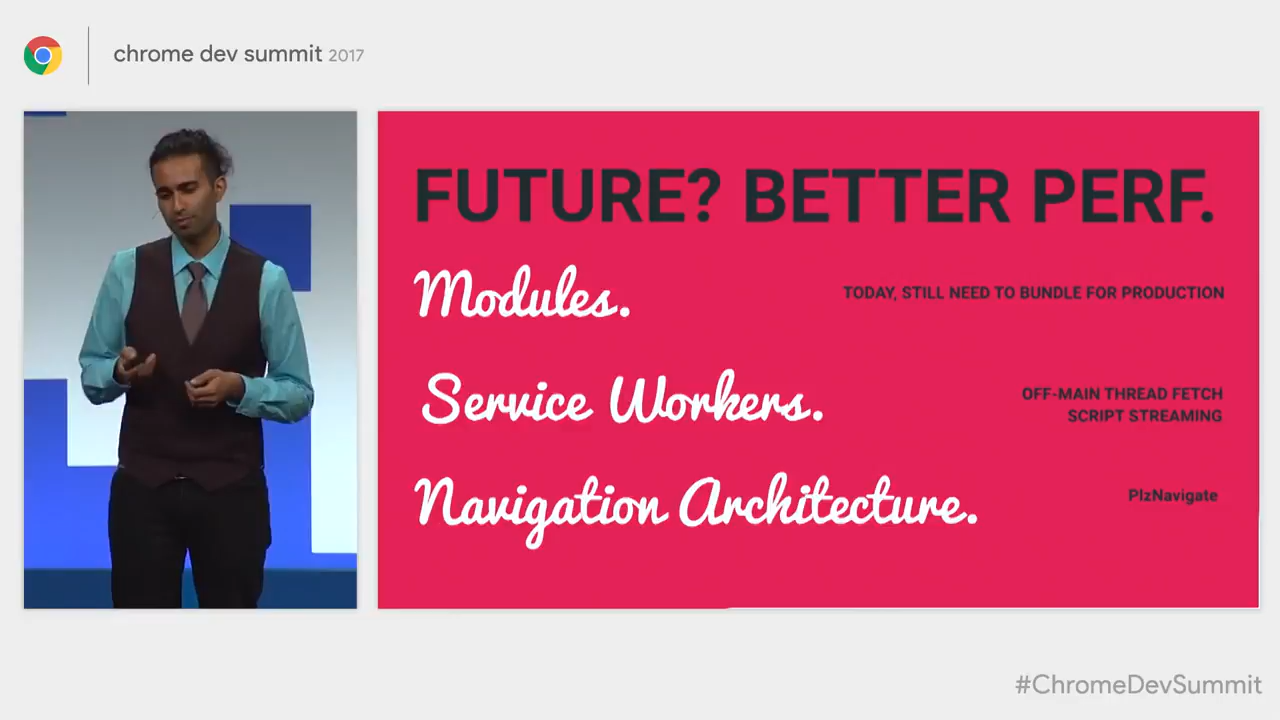 chrome dev summit 2017
FUTURE? BETTER PERF.
Modules.
TODAY, STILL NEED TO BUNDLE FOR PRODUCTION
Service Workers.
OFF-MAIN THREAD FETCH
SCRIPT STREAMING
Navigation Architecture.
PlzNavigate
#ChromeDevSummit